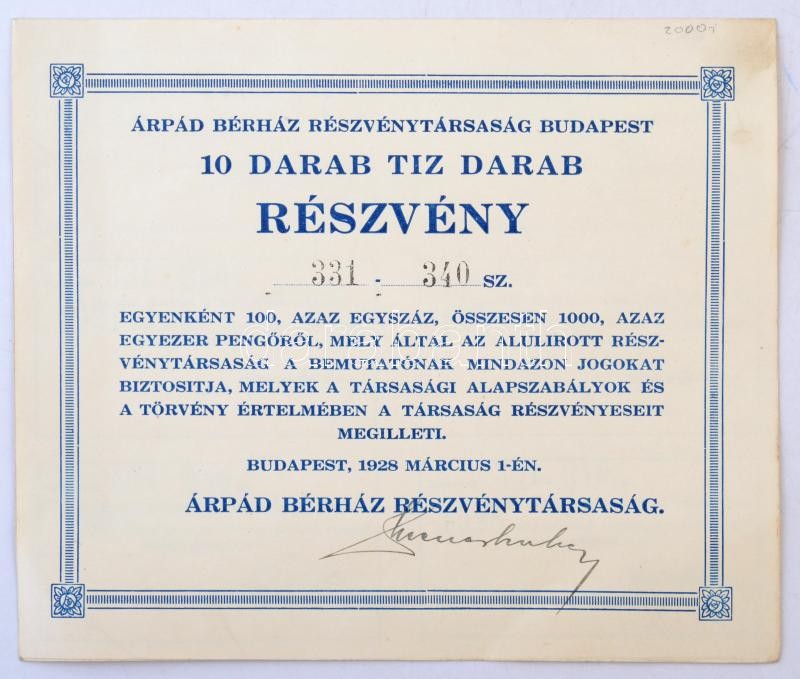 ÁRPÁD BÉRHÁZ RÉSZVÉNYTÁRSASÁG BUDAPEST
10 DARAB TIZ DARAB
RÉSZVÉNY
331 - 340 SZ.
EGYENKÉNT 100, AZAZ EGYSZÁZ, ÖSSZESEN 1000, AZAZ
EGYEZER PENGŐRŐL, MELY ÁLTAL AZ ALULIROTT RÉSZ-
VÉNYTÁRSASÁG A BEMUTATÓNAK MINDAZON JOGOKAT
BIZTOSITJA, MELYEK A TÁRSASÁGI ALAPSZABÁLYOK ÉS
A TÖRVÉNY ÉRTELMÉBEN A TÁRSASÁG RÉSZVÉNYESEIT
MEGILLETI.
BUDAPEST, 1928 MÁRCIUS 1-ÉN.
ÁRPÁD BÉRHÁZ RÉSZVÉNYTÁRSASÁG.